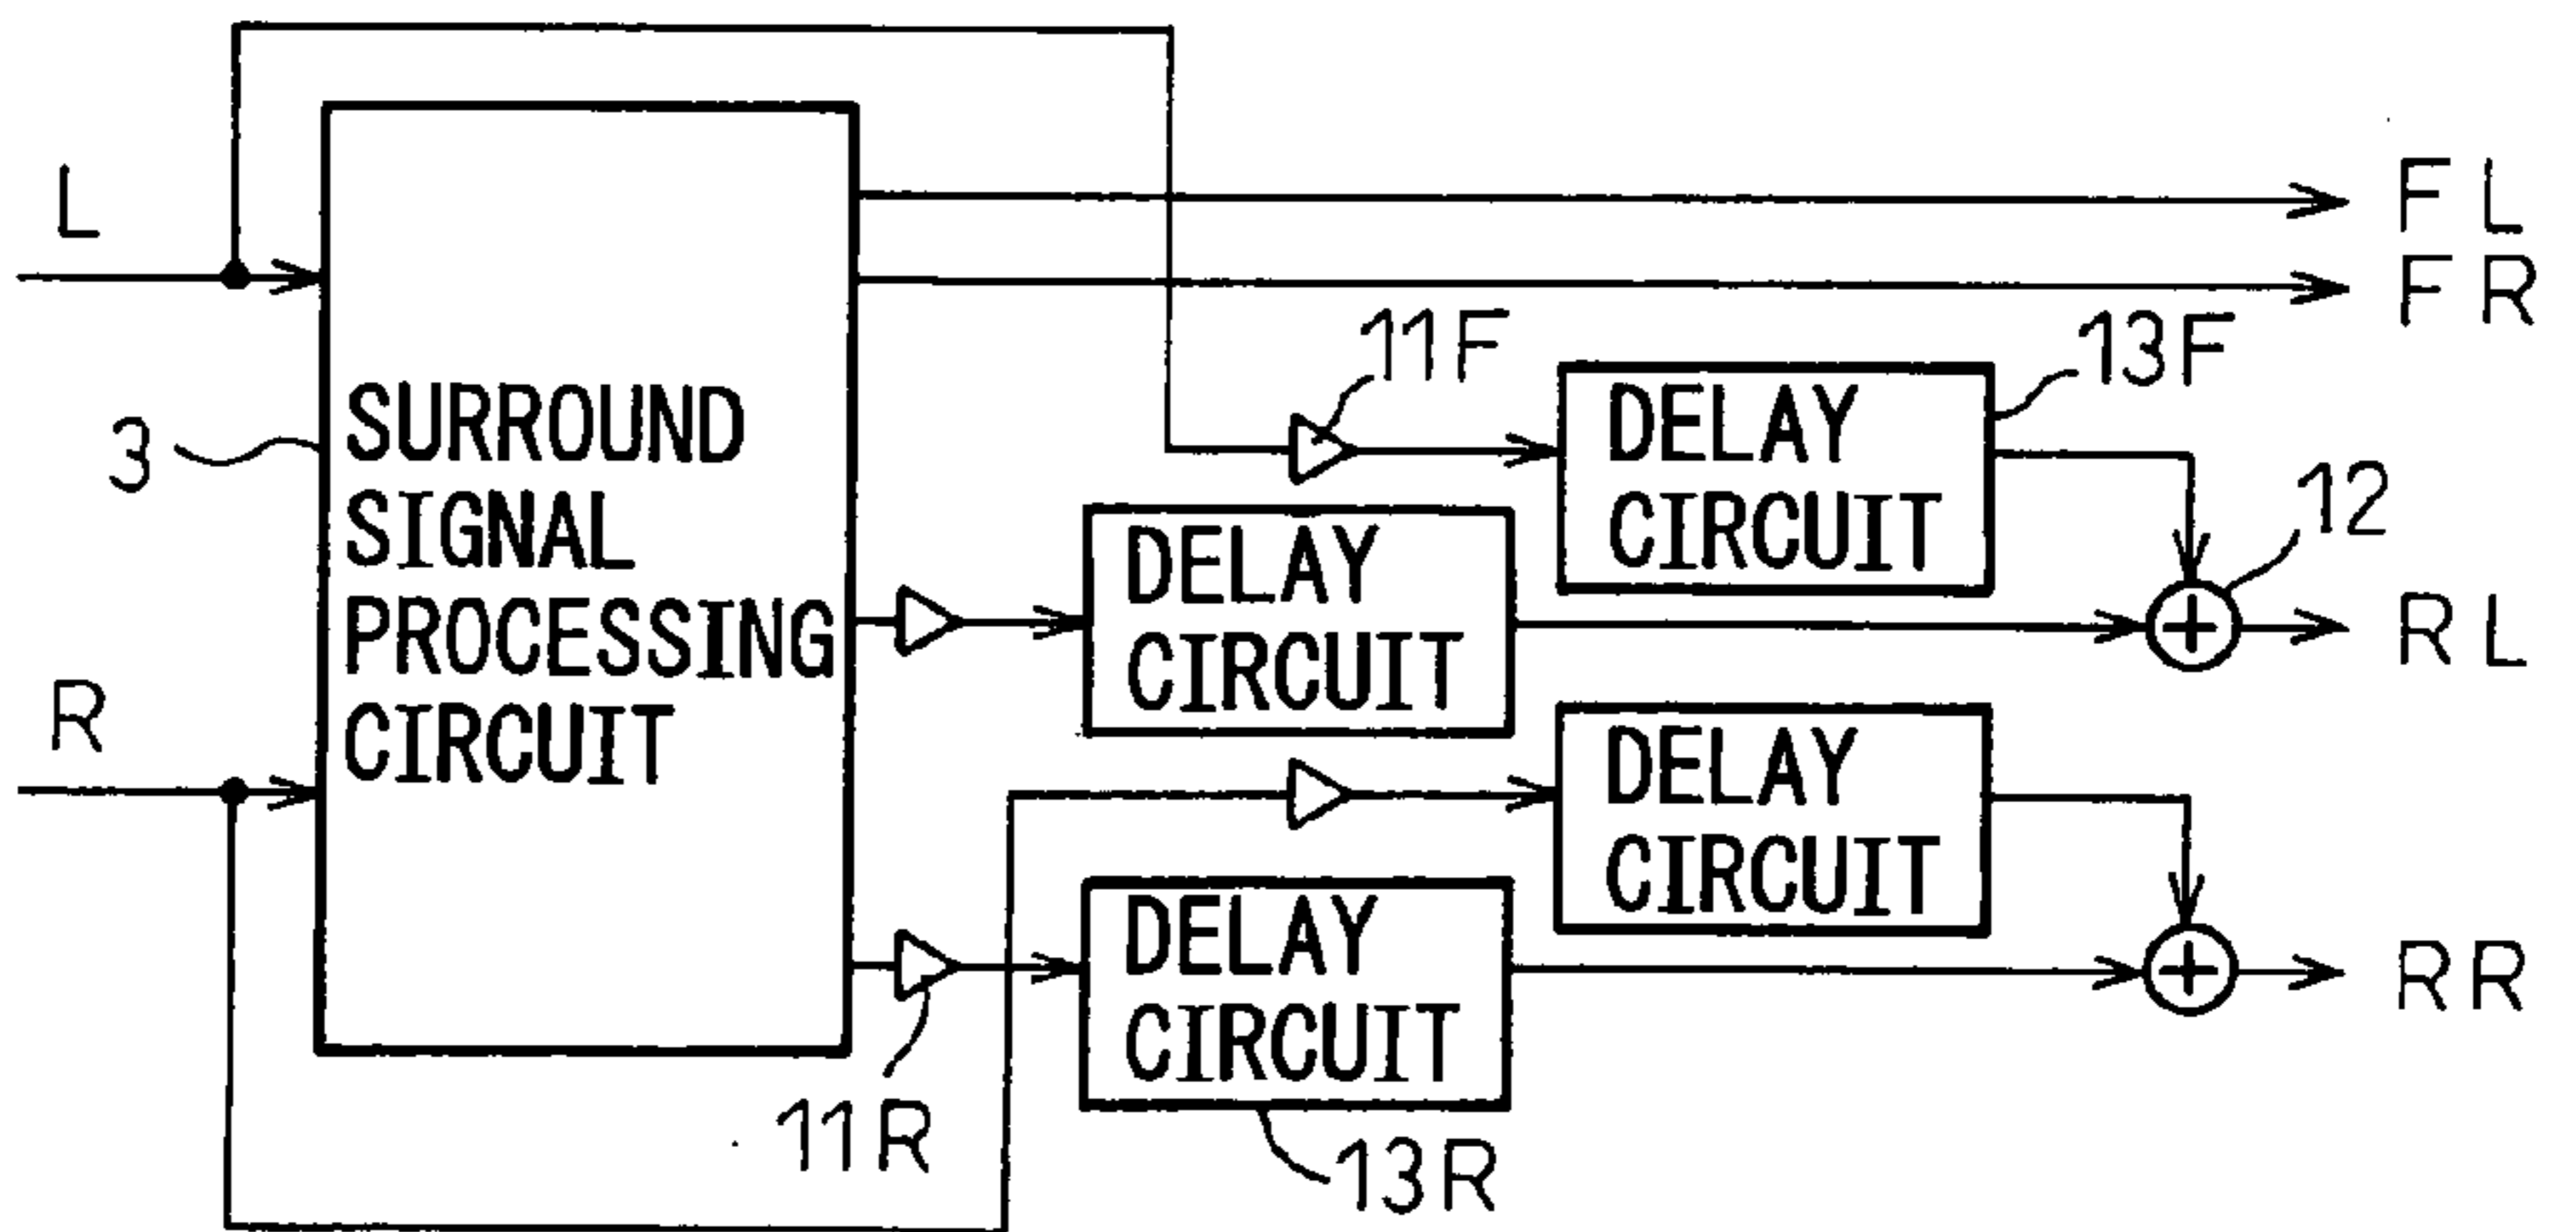 L
FL
FR
11F
13F
DELAY
CIRCUIT
3
SURROUND
SIGNAL
PROCESSING
CIRCUIT
12
DELAY
CIRCUIT
RL
R
DELAY
CIRCUIT
DELAY
CIRCUIT
RR
11R
13R